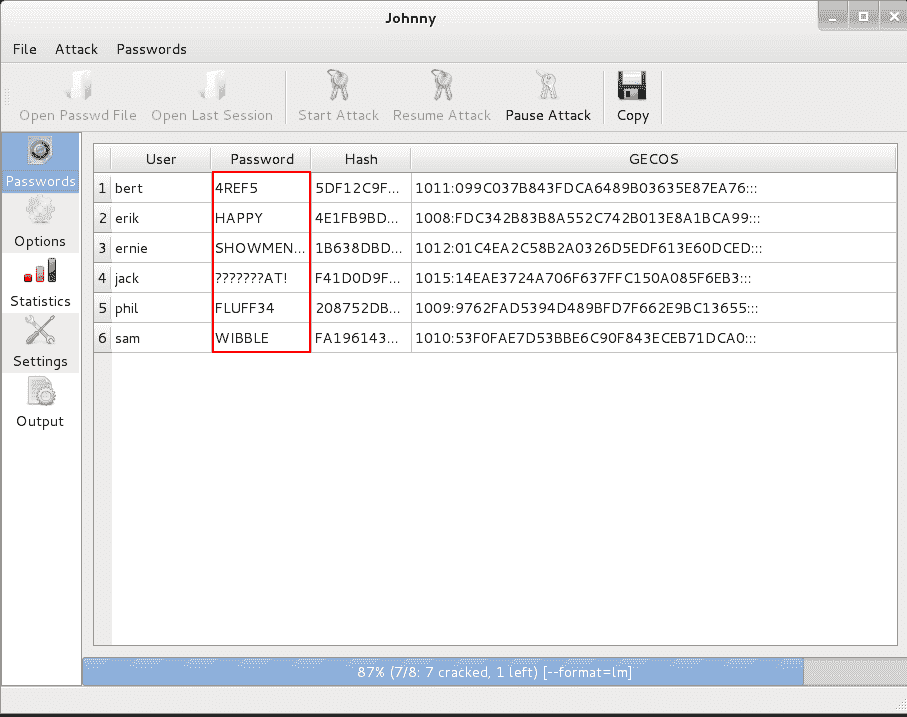 Johnny
File Attack Passwords
Open Passwd File Open Last Session Start Attack Resume Attack Pause Attack Copy
Passwords
Options
Statistics
Settings
Output
User Password Hash GECOS
1 bert 4REF5 5DF12C9F... 1011:099C037B843FDCA6489B03635E87EA76:::
2 erik HAPPY 4E1FB9BD... 1008:FDC342B83B8A552C742B013E8A1BCA99:::
3 ernie SHOWMEN... 1B638DBD... 1012:01C4EA2C58B2A0326D5EDF613E60DCED:::
4 jack ???????AT! F41D0D9F... 1015:14EAE3724A706F637FFC150A085F6EB3:::
5 phil FLUFF34 208752DB... 1009:9762FAD5394D489BFD7F662E9BC13655:::
6 sam WIBBLE FA196143... 1010:53F0FAE7D53BBE6C90F843ECEB71DCA0:::
87% (7/8: 7 cracked, 1 left) [--format=lm]